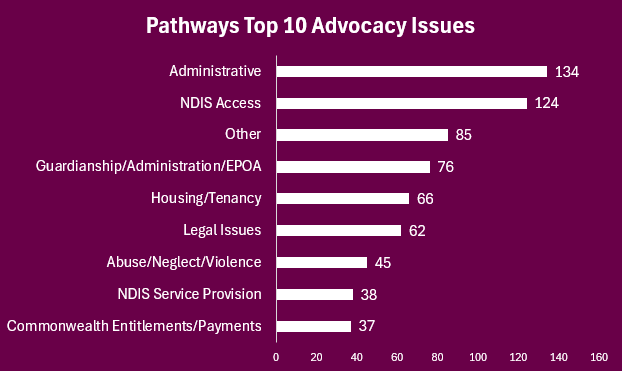 Pathways Top 10 Advocacy Issues
Administrative 134
NDIS Access 124
Other 85
Guardianship/Administration/EPOA 76
Housing/Tenancy 66
Legal Issues 62
Abuse/Neglect/Violence 45
NDIS Service Provision 38
Commonwealth Entitlements/Payments 37
0 20 40 60 80 100 120 140 160